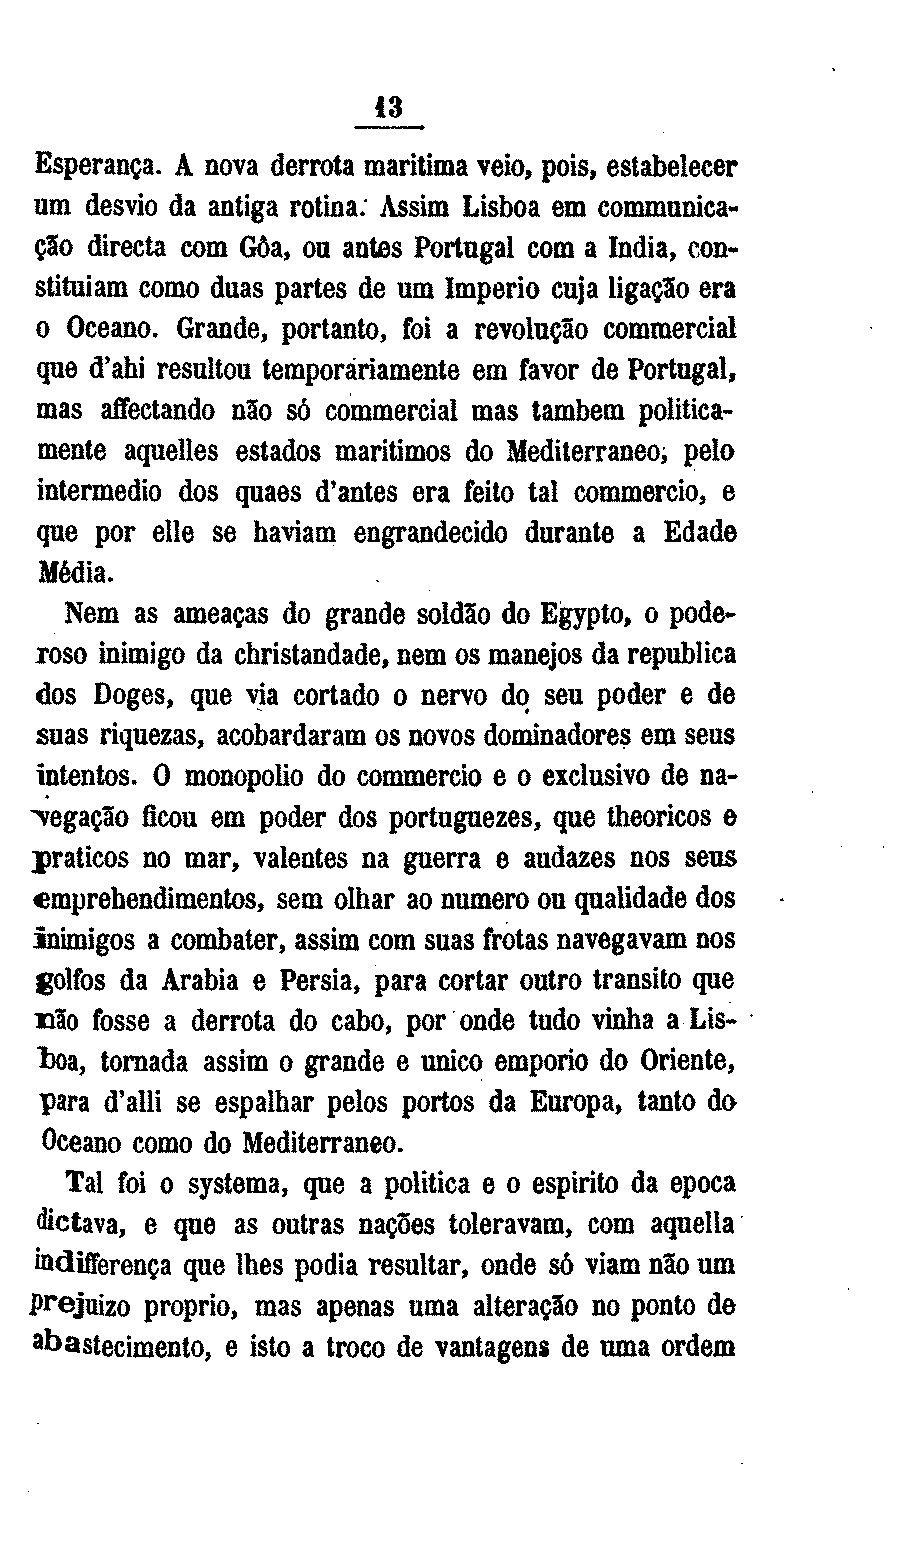 13
Esperança. A nova derrota maritima veio, pois, estabelecer
um desvio da antiga rotina. Assim Lisboa em communica-
ção directa com Gôa, ou antes Portugal com a India, con-
stituiam como duas partes de um Imperio cuja ligação era
o Oceano. Grande, portanto, foi a revolução commercial
que d'ahi resultou temporariamente em favor de Portugal,
mas affectando não só commercial mas tambem politica-
mente aquelles estados maritimos do Mediterraneo, pelo
intermedio dos quaes d'antes era feito tal commercio, e
que por elle se haviam engrandecido durante a Edade
Média.
Nem as ameaças do grande soldão do Egypto, o pode-
roso inimigo da christandade, nem os manejos da republica
dos Doges, que via cortado o nervo do seu poder e de
suas riquezas, acobardaram os novos dominadores em seus
intentos. O monopolio do commercio e o exclusivo de na-
vegação ficou em poder dos portuguezes, que theoricos e
praticos no mar, valentes na guerra e audazes nos seus
emprehendimentos, sem olhar ao numero ou qualidade dos
inimigos a combater, assim com suas frotas navegavam nos
golfos da Arabia e Persia, para cortar outro transito que
não fosse a derrota do cabo, por onde tudo vinha a Lis-
boa, tornada assim o grande e unico emporio do Oriente,
para d'alli se espalhar pelos portos da Europa, tanto do
Oceano como do Mediterraneo.
Tal foi o systema, que a politica e o espirito da epoca
dictava, e que as outras nações toleravam, com aquella
indifferença que lhes podia resultar, onde só viam não um
prejuizo proprio, mas apenas uma alteração no ponto de
abastecimento, e isto a troco de vantagens de uma ordem